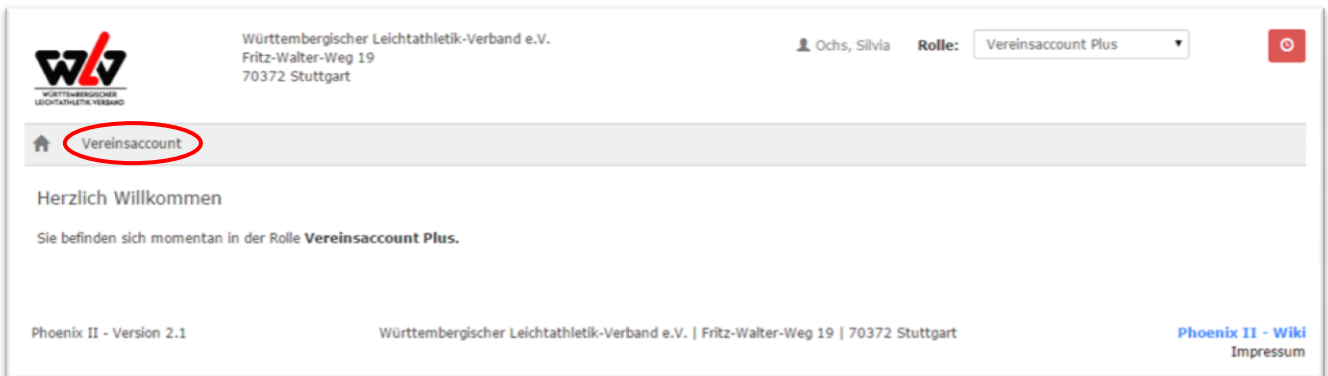 WLV
WÜRTTEMBERGISCHER
LEICHTATHLETIK-VERBAND
Württembergischer Leichtathletik-Verband e.V.
Fritz-Walter-Weg 19
70372 Stuttgart
Ochs, Silvia
Rolle:
Vereinsaccount Plus
Vereinsaccount
Herzlich Willkommen
Sie befinden sich momentan in der Rolle Vereinsaccount Plus.
Phoenix II - Version 2.1
Württembergischer Leichtathletik-Verband e.V. | Fritz-Walter-Weg 19 | 70372 Stuttgart
Phoenix II - Wiki
Impressum